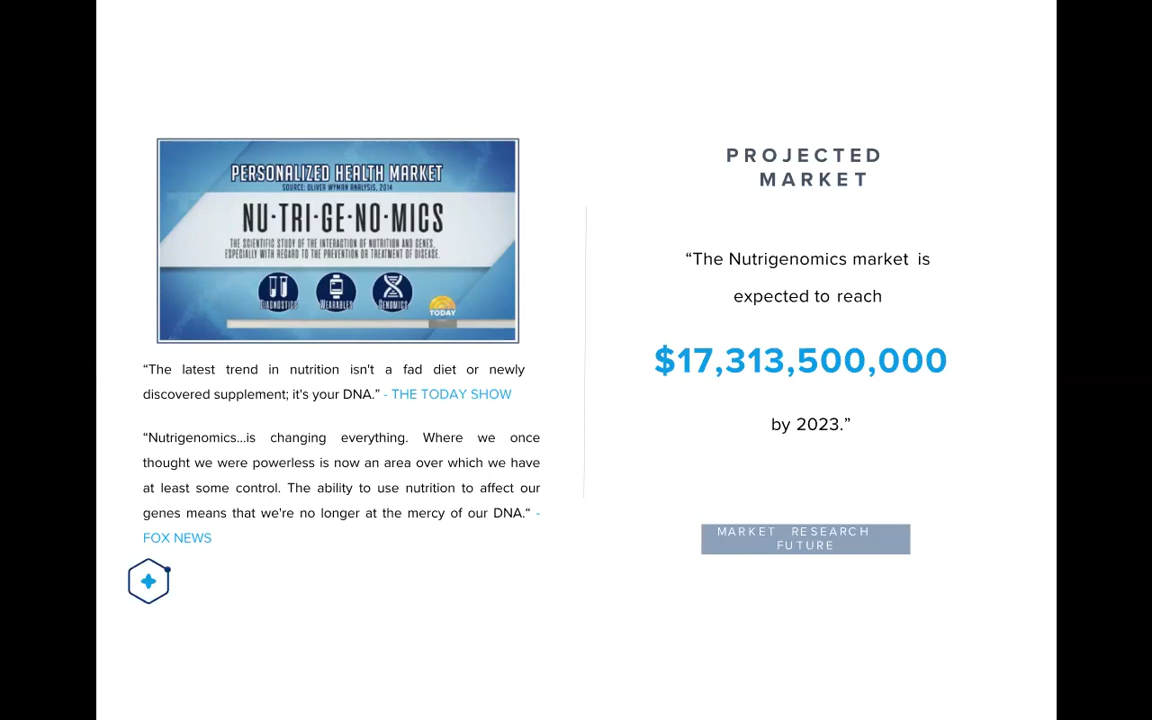 PERSONALIZED HEALTH MARKET
SOURCE: OLIVER WYMAN ANALYSIS, 2014
NU·TRI·GE·NO·MICS
THE SCIENTIFIC STUDY OF THE INTERACTION OF NUTRITION AND GENES,
ESPECIALLY WITH REGARD TO THE PREVENTION OR TREATMENT OF DISEASE.
DIAGNOSTICS WEARABLES GENOMICS
TODAY
“The latest trend in nutrition isn't a fad diet or newly
discovered supplement; it's your DNA.” - THE TODAY SHOW
“Nutrigenomics...is changing everything. Where we once
thought we were powerless is now an area over which we have
at least some control. The ability to use nutrition to affect our
genes means that we're no longer at the mercy of our DNA.“ -
FOX NEWS
PROJECTED
MARKET
“The Nutrigenomics market is
expected to reach
$17,313,500,000
by 2023.”
MARKET RESEARCH
FUTURE